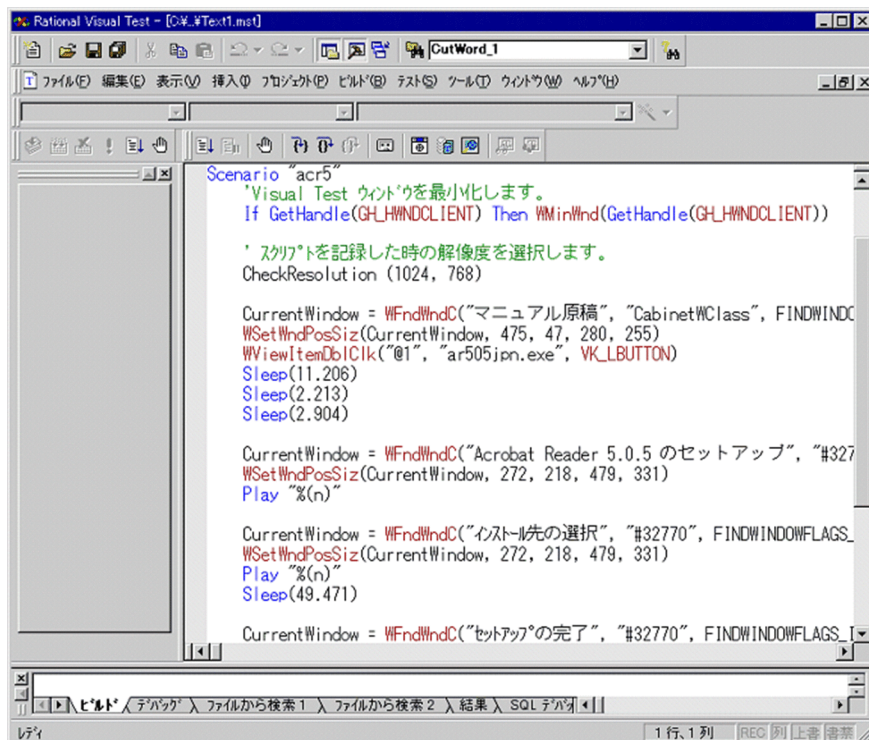 Rational Visual Test - [C:¥..¥Text1.mst]
CutWord_1
ファイル(F) 編集(E) 表示(V) 挿入(I) プロジェクト(P) ビルド(B) テスト(S) ツール(T) ウィンドウ(W) ヘルプ(H)
Scenario "acr5"
'Visual Test ウィンドウを最小化します。
If GetHandle(GH_HWNDCLIENT) Then WMinWnd(GetHandle(GH_HWNDCLIENT))
' スクリプトを記録した時の解像度を選択します。
CheckResolution (1024, 768)
CurrentWindow = WFndWndC("マニュアル原稿", "CabinetWClass", FINDWINDO
WSetWndPosSiz(CurrentWindow, 475, 47, 280, 255)
WViewItemDblClk("@1", "ar505jpn.exe", VK_LBUTTON)
Sleep(11.206)
Sleep(2.213)
Sleep(2.904)
CurrentWindow = WFndWndC("Acrobat Reader 5.0.5 のセットアップ", "#327
WSetWndPosSiz(CurrentWindow, 272, 218, 479, 331)
Play "%(n)"
CurrentWindow = WFndWndC("インストール先の選択", "#32770", FINDWINDOWFLAGS_
WSetWndPosSiz(CurrentWindow, 272, 218, 479, 331)
Play "%(n)"
Sleep(49.471)
CurrentWindow = WFndWndC("セットアップの完了", "#32770", FINDWINDOWFLAGS_I
ビルド デバッグ ファイルから検索 1 ファイルから検索 2 結果 SQL デバッ
レディ 1 行、1 列 REC 列 上書 書禁